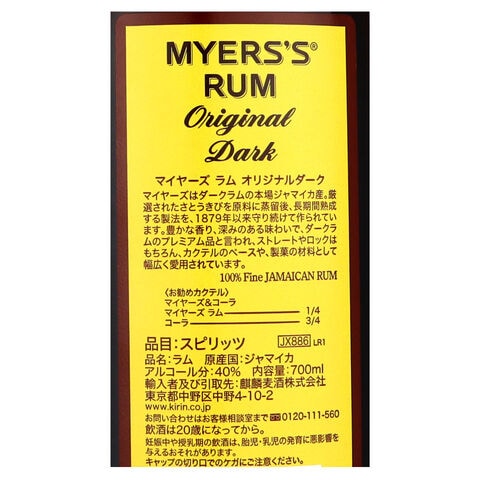 MYERS'S® RUM
Original
Dark
マイヤーズ ラム オリジナルダーク
マイヤーズはダークラムの本場ジャマイカ産。厳
選されたさとうきびを原料に蒸留後、長期間熟成
する製法を、1879年以来守り続けて作られていま
す。豊かな香り、深みのある味わいで、ダークラ
ムのプレミアム品と言われ、ストレートやロックは
もちろん、カクテルのベースや、製菓の材料として
幅広く愛用されています。
100% Fine JAMAICAN RUM
〈お勧めカクテル〉
マイヤーズ&コーラ
マイヤーズ ラム 1/4
コーラ 3/4
品目:スピリッツ JX886 LR1
品名:ラム 原産国:ジャマイカ
アルコール分:40% 内容量:700ml
輸入者及び引取先:麒麟麦酒株式会社
東京都中野区中野4-10-2
www.kirin.co.jp
お問い合わせはお客様相談室まで 0120-111-560
飲酒は20歳になってから。
妊娠中や授乳期の飲酒は、胎児・乳児の発育に悪影響を
与えるおそれがあります。
キャップの切り口でのケガにご注意ください。